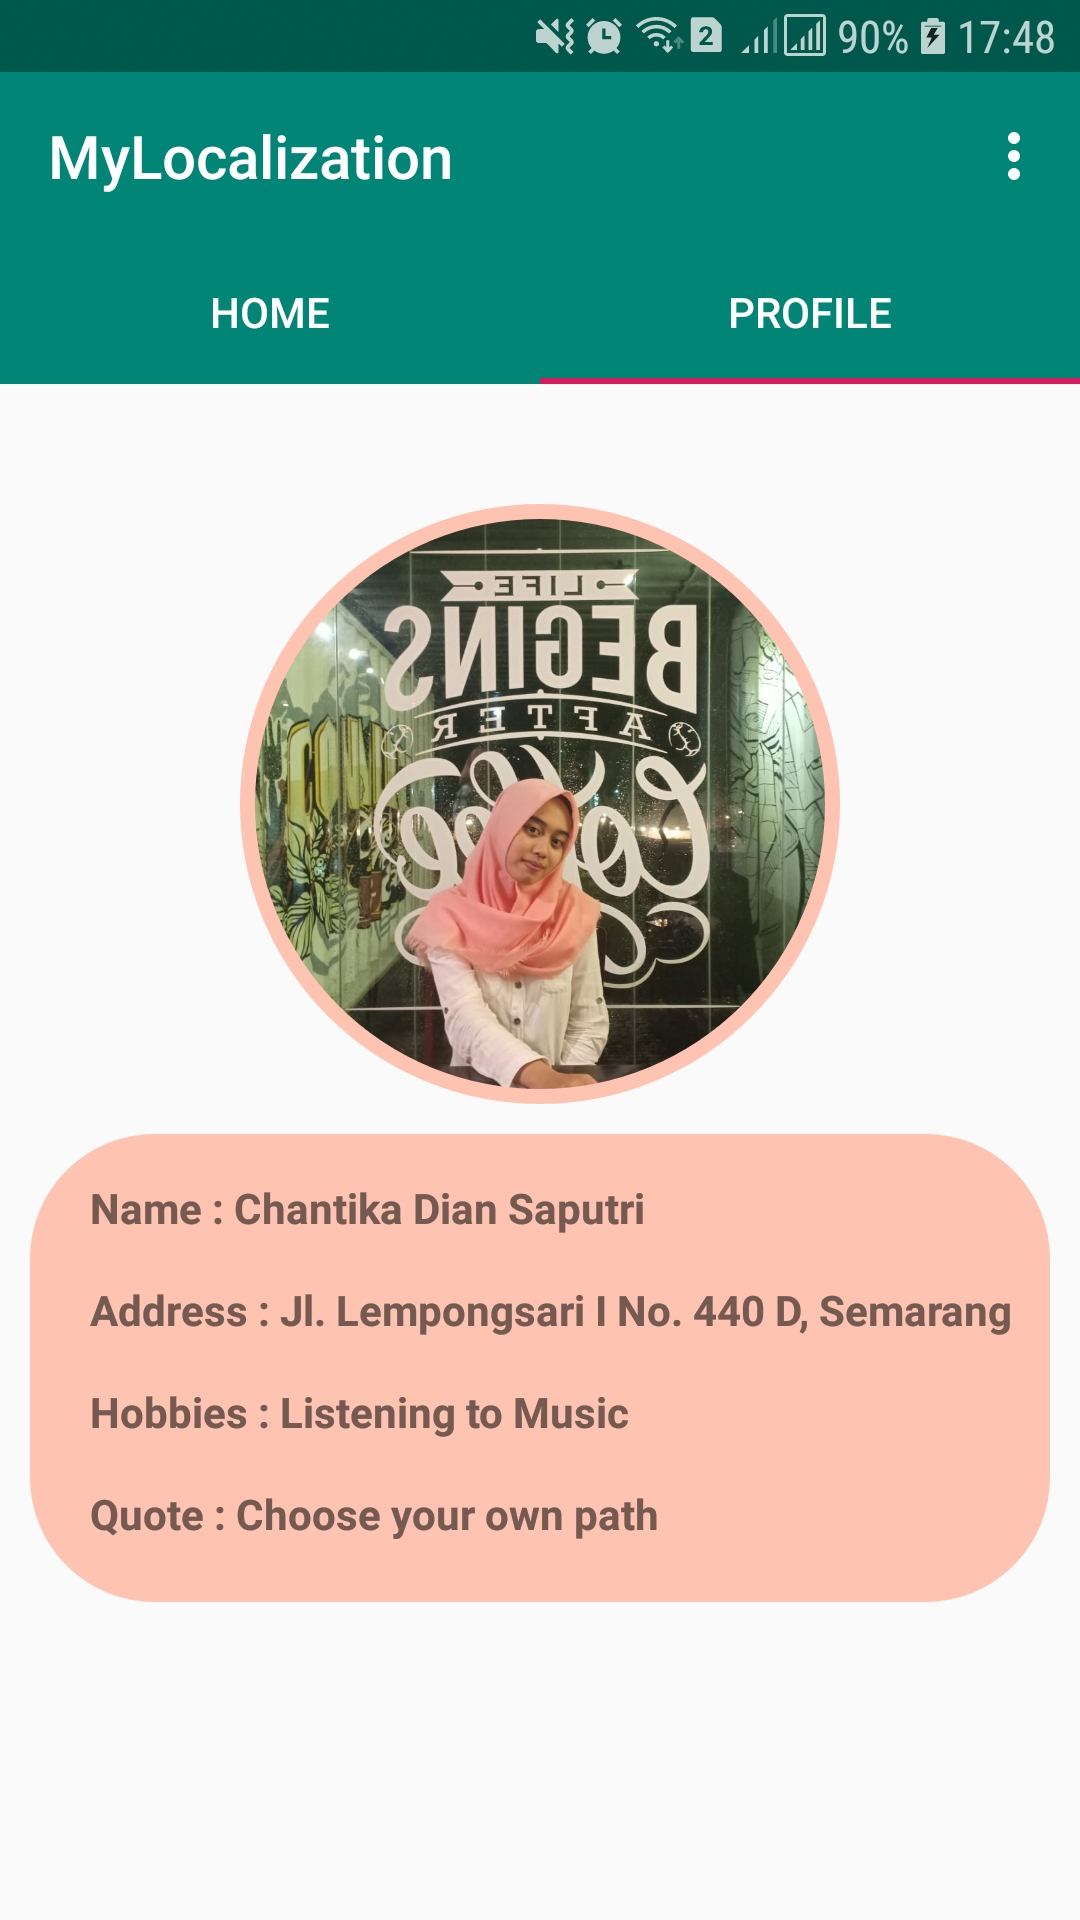 2 90% 17:48
MyLocalization
HOME PROFILE
LIFE
BEGINS
AFTER
Coffee
Name : Chantika Dian Saputri
Address : Jl. Lempongsari I No. 440 D, Semarang
Hobbies : Listening to Music
Quote : Choose your own path